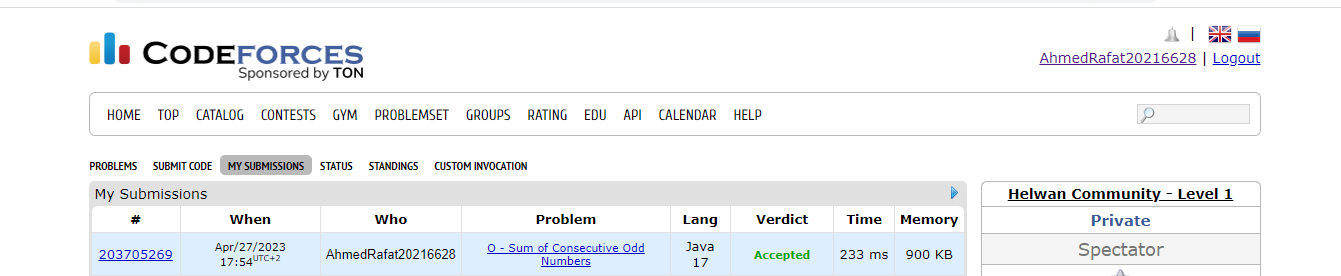 CODEFORCES
Sponsored by TON
|
AhmedRafat20216628 | Logout
HOME TOP CATALOG CONTESTS GYM PROBLEMSET GROUPS RATING EDU API CALENDAR HELP
PROBLEMS SUBMIT CODE MY SUBMISSIONS STATUS STANDINGS CUSTOM INVOCATION
My Submissions
# When Who Problem Lang Verdict Time Memory
203705269 Apr/27/2023 17:54UTC+2 AhmedRafat20216628 O - Sum of Consecutive Odd Numbers Java 17 Accepted 233 ms 900 KB
Helwan Community - Level 1
Private
Spectator